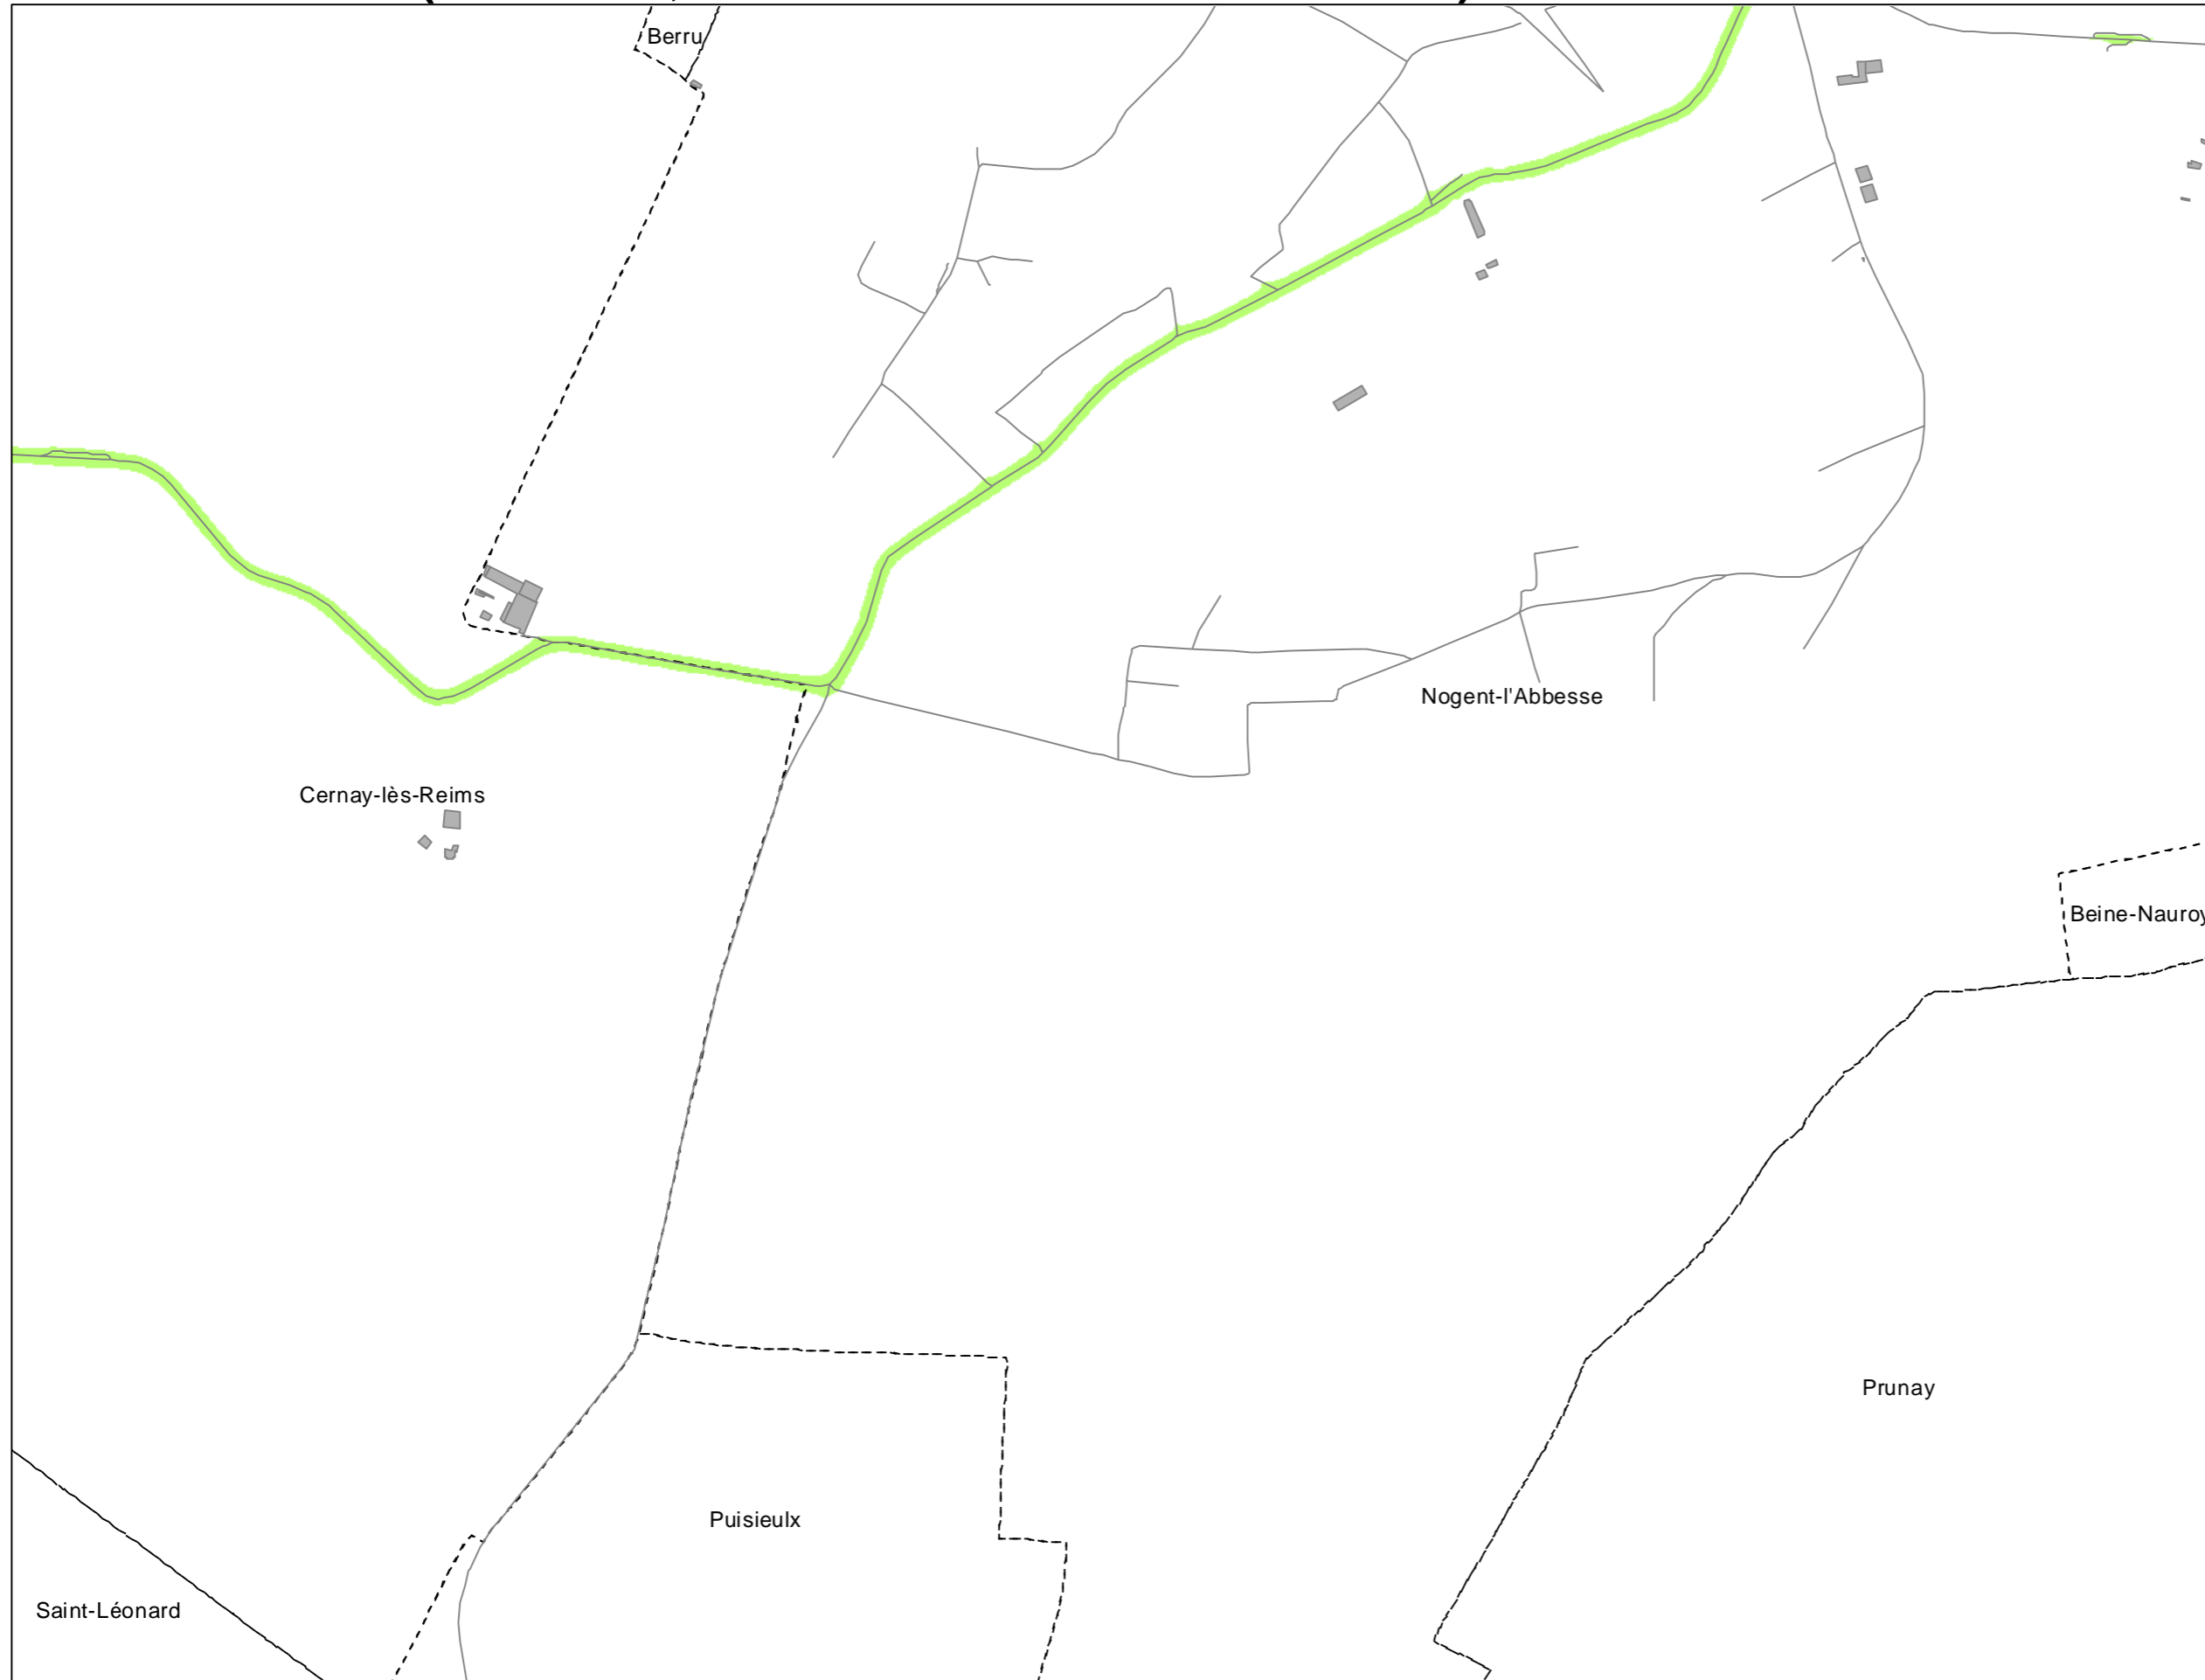 Berru
Nogent-l'Abbesse
Cernay-lès-Reims
Beine-Nauroy
Prunay
Puisieulx
Saint-Léonard